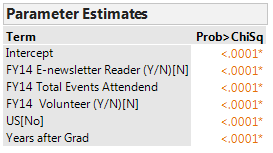 Parameter Estimates
Term Prob>ChiSq
Intercept <.0001*
FY14 E-newsletter Reader (Y/N)[N] <.0001*
FY14 Total Events Attendend <.0001*
FY14 Volunteer (Y/N)[N] <.0001*
US[No] <.0001*
Years after Grad <.0001*